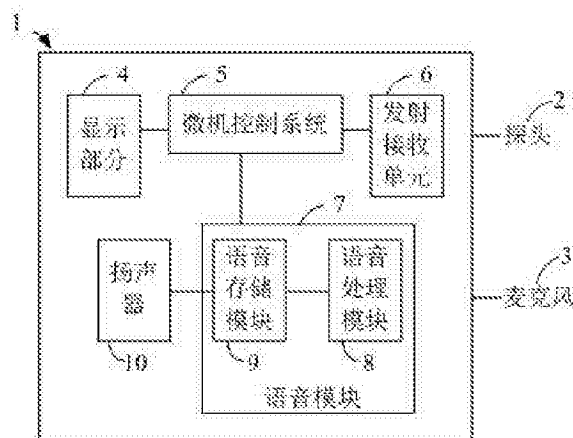 1
4
显示
部分
5
微机控制系统
6
发射
接收
单元
2
探头
7
扬声
器
10
语音
存储
模块
9
语音
处理
模块
8
语音模块
3
麦克风